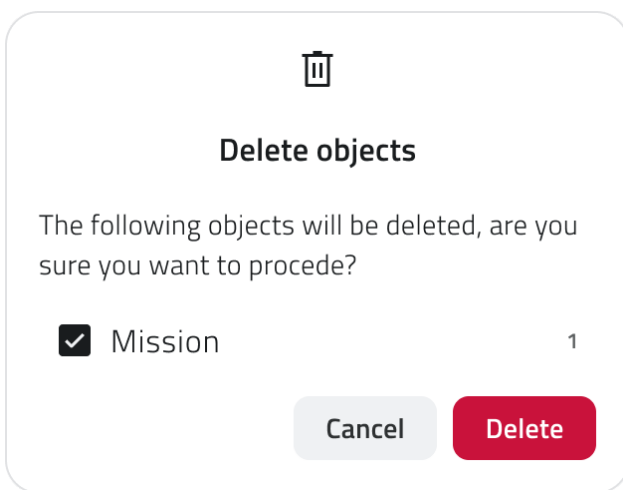 Delete objects
The following objects will be deleted, are you
sure you want to procede?
Mission 1
Cancel Delete